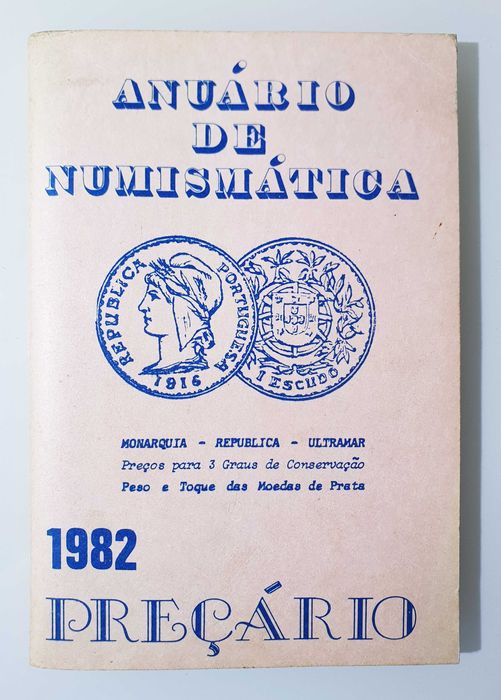 ANUÁRIO
DE
NUMISMÁTICA
REPUBLICA PORTUGUESA
1916
1 ESCUDO
MONARQUIA - REPUBLICA - ULTRAMAR
Preços para 3 Graus de Conservação
Peso e Toque das Moedas de Prata
1982
PREÇÁRIO